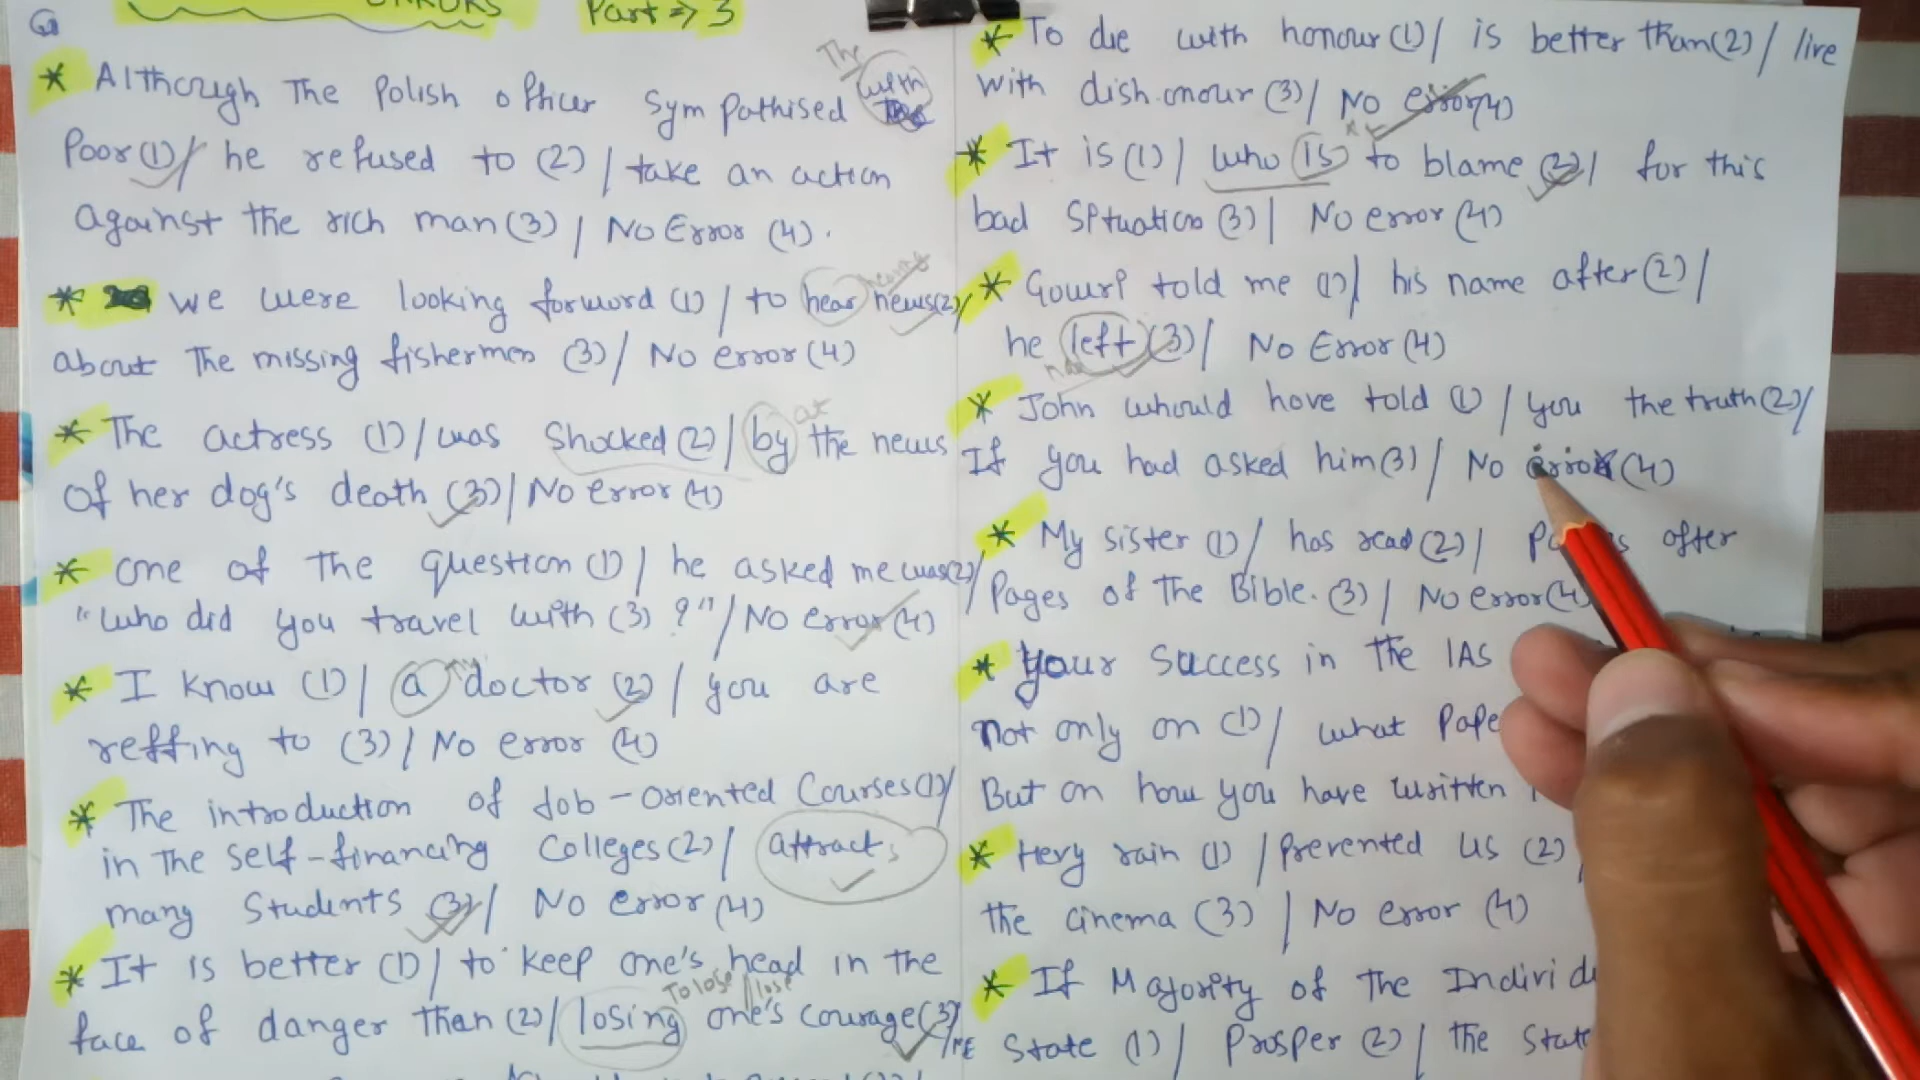 ERRORS Part => 3
* Although The Polish officer sympathised The with
Poor (1) / he refused to (2) / take an action
against the rich man (3) / No Error (4).
* We were looking forword (1) / to hear news (2) / hearing
about The missing fishermen (3) / No error (4)
* The actress (1) / was shocked (2) / by at the news
of her dog's death (3) / No error (4)
* one of the question (1) / he asked me was (2) /
"Who did you travel with (3) ?" / No error (4)
* I know (1) / a doctor (2) / you are
reffing to (3) / No error (4)
* The introduction of Job-oriented Courses (1) /
in The self-financing Colleges (2) / attracts
many Students (3) / No error (4)
* It is better (1) / to keep one's head in the
To lose / lose
face of danger than (2) / losing one's courage (3) / NE
* To die with honour (1) / is better than (2) / live
with dishonour (3) / No error (4)
* It is (1) / who is to blame (2) / for this
bad situation (3) / No error (4)
* Gowri told me (1) / his name after (2) /
he left (3) / No Error (4)
* John whould have told (1) / you the truth (2) /
If you had asked him (3) / No error (4)
* My sister (1) / has read (2) / after
Pages of The Bible. (3) / No error (4)
* Your success in the IAS
not only on (1) / what
But on how you have written
* Hevy rain (1) / prevented us (2)
the cinema (3) / No error (4)
* If Majority of the
State (1) / Prosper (2) / the